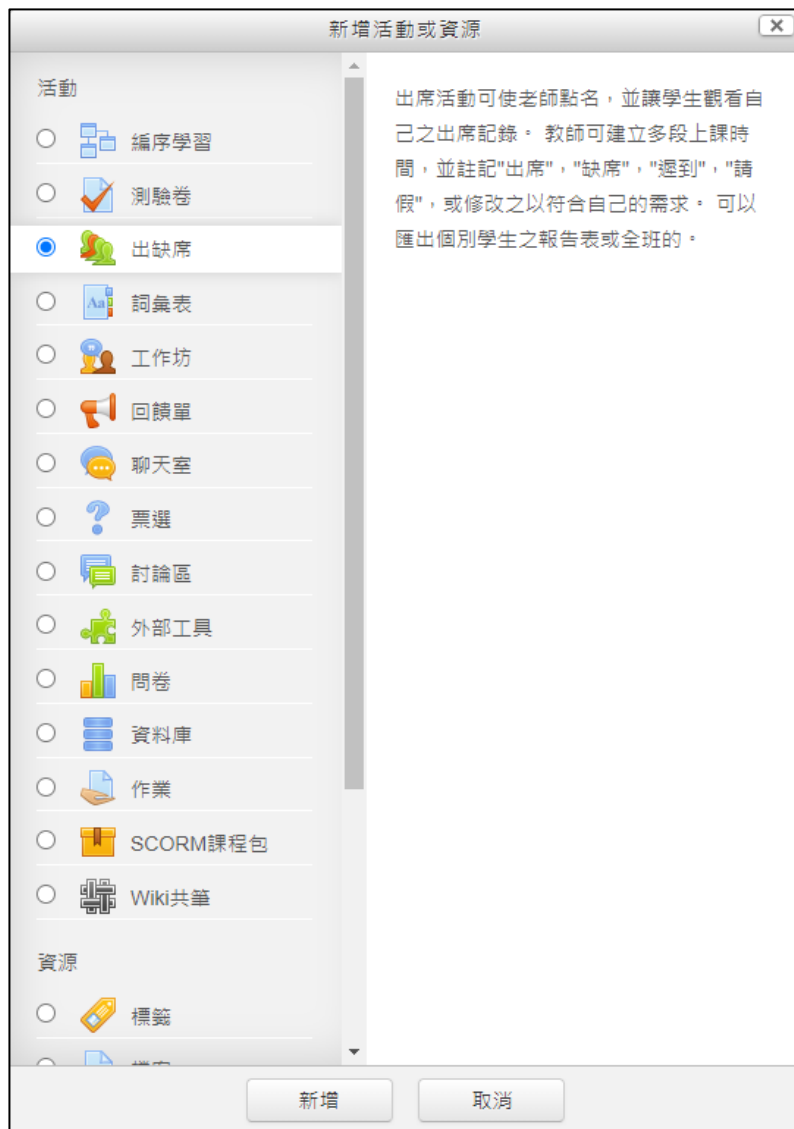 新增活動或資源
活動
編序學習
測驗卷
出缺席
詞彙表
工作坊
回饋單
聊天室
票選
討論區
外部工具
問卷
資料庫
作業
SCORM課程包
Wiki共筆
資源
標籤
出席活動可使老師點名，並讓學生觀看自
己之出席記錄。 教師可建立多段上課時
間，並註記"出席"，"缺席"，"遲到"，"請
假"，或修改之以符合自己的需求。 可以
匯出個別學生之報告表或全班的。
新增
取消